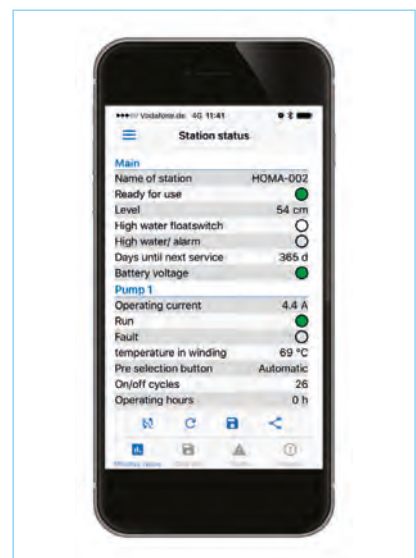 Vodafone.de 4G 11:41
Station status
Main
Name of station HOMA-002
Ready for use
Level 54 cm
High water floatswitch
High water/ alarm
Days until next service 365 d
Battery voltage
Pump 1
Operating current 4.4 A
Run
Fault
temperature in winding 69 °C
Pre selection button Automatic
On/off cycles 26
Operating hours 0 h